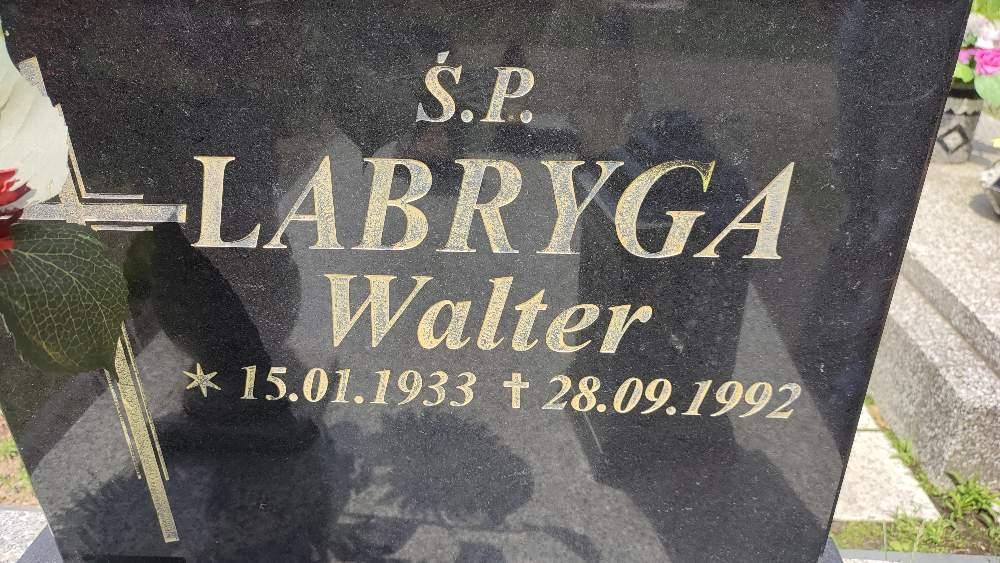 Ś.P.
LABRYGA
Walter
* 15.01.1933 † 28.09.1992